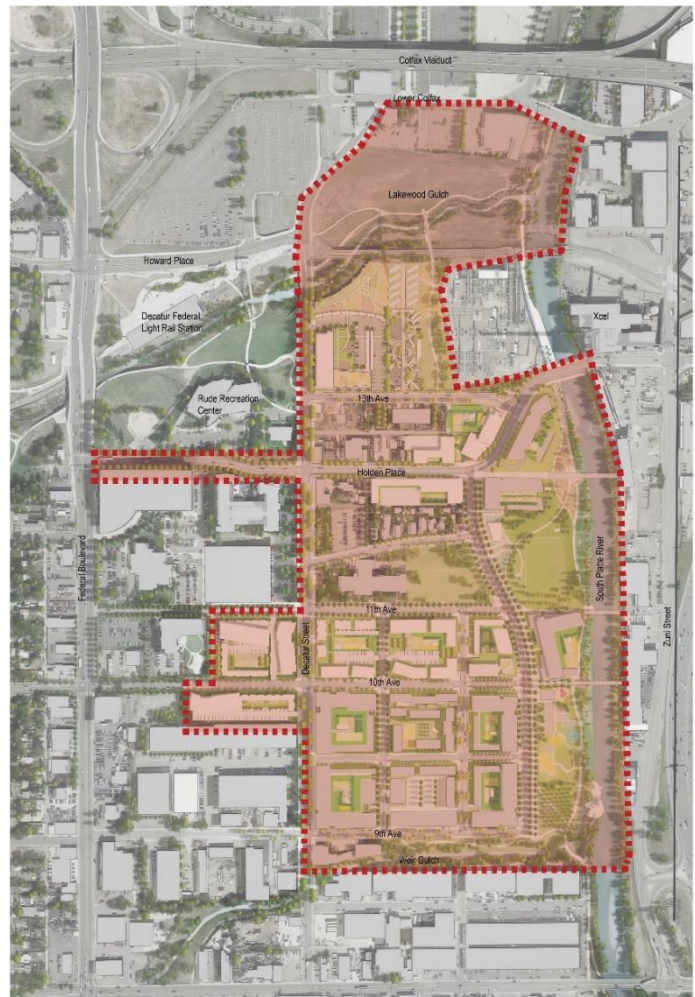 Colfax Viaduct
Lower Colfax
Lakewood Gulch
Howard Place
Decatur Federal
Light Rail Station
Xcel
Rude Recreation
Center
13th Ave
Holden Place
Federal Boulevard
South Platte River
Zuni Street
11th Ave
Decatur Street
10th Ave
9th Ave
Weir Gulch